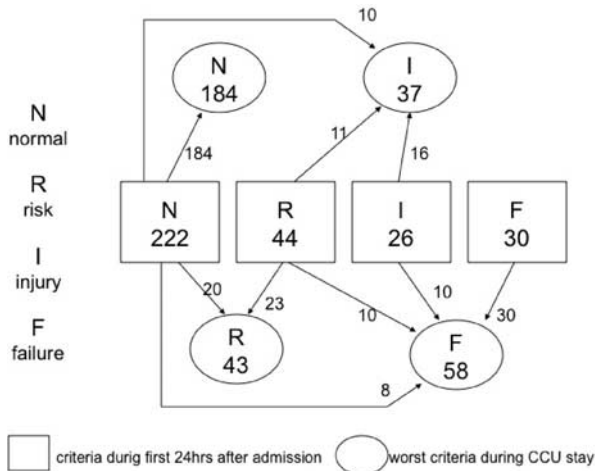 10
N
184
I
37
N
normal
11
184
16
R
risk
N
222
R
44
I
26
F
30
I
injury
20
23
10
10
30
F
failure
R
43
F
58
8
criteria durig first 24hrs after admission
worst criteria during CCU stay